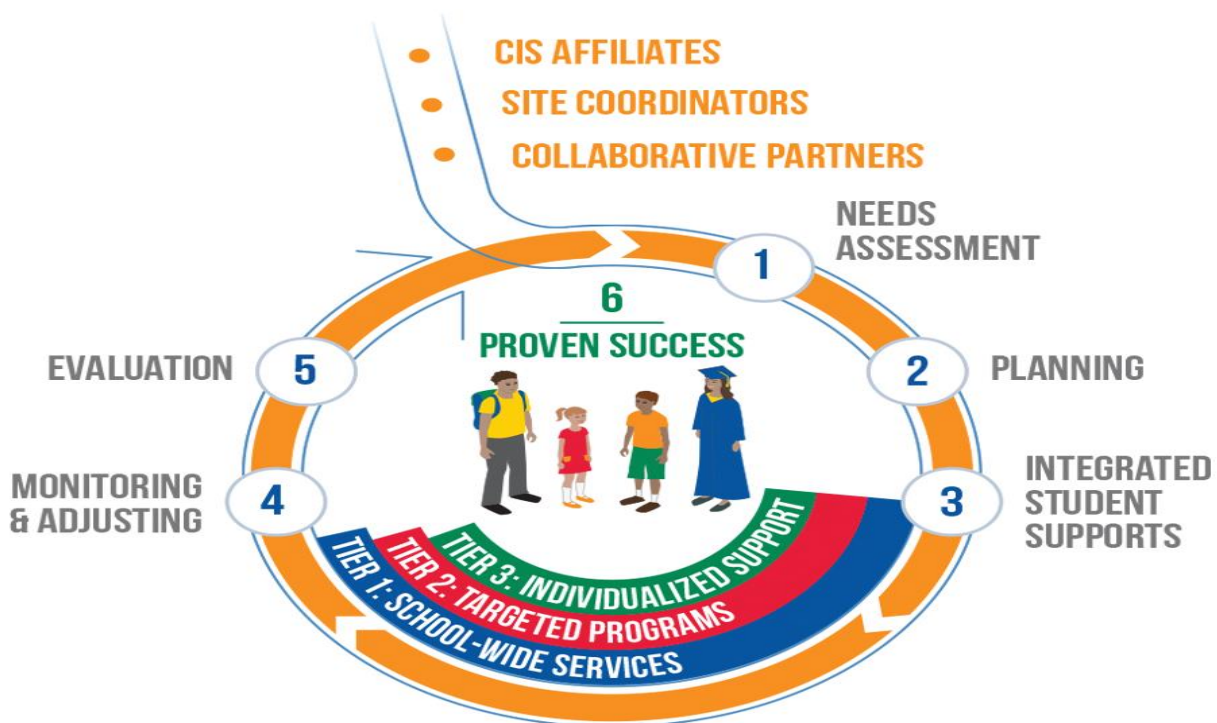 CIS AFFILIATES
SITE COORDINATORS
COLLABORATIVE PARTNERS
1
NEEDS
ASSESSMENT
2
PLANNING
3
INTEGRATED
STUDENT
SUPPORTS
4
MONITORING
& ADJUSTING
5
EVALUATION
6
PROVEN SUCCESS
TIER 3: INDIVIDUALIZED SUPPORT
TIER 2: TARGETED PROGRAMS
TIER 1: SCHOOL-WIDE SERVICES